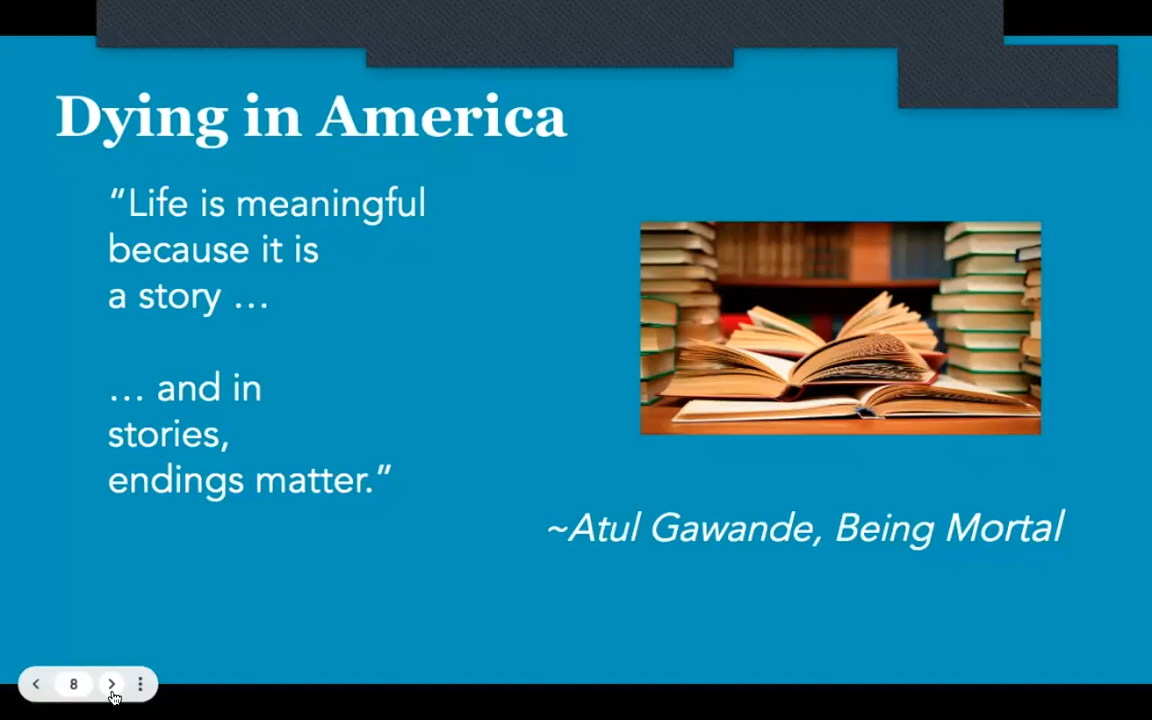 Dying in America
“Life is meaningful
because it is
a story …
… and in
stories,
endings matter.”
~Atul Gawande, Being Mortal
8